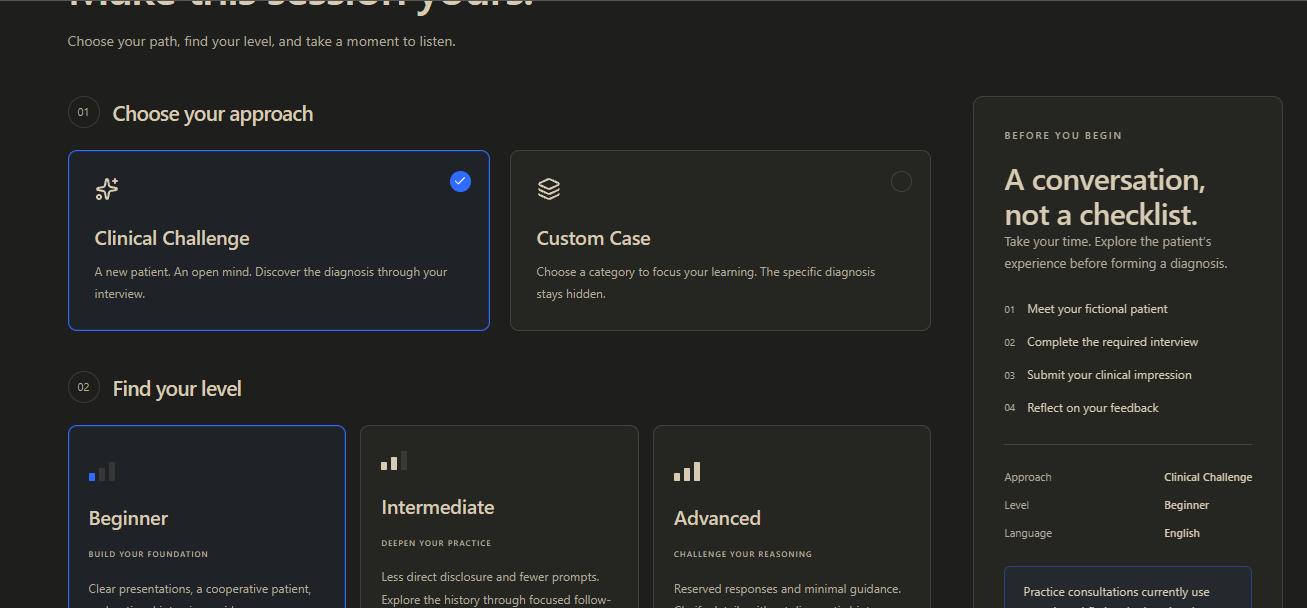 Make this session yours.
Choose your path, find your level, and take a moment to listen.
01
Choose your approach
Clinical Challenge
A new patient. An open mind. Discover the diagnosis through your
interview.
Custom Case
Choose a category to focus your learning. The specific diagnosis
stays hidden.
02
Find your level
Beginner
BUILD YOUR FOUNDATION
Clear presentations, a cooperative patient,
Intermediate
DEEPEN YOUR PRACTICE
Less direct disclosure and fewer prompts.
Explore the history through focused follow-
Advanced
CHALLENGE YOUR REASONING
Reserved responses and minimal guidance.
BEFORE YOU BEGIN
A conversation,
not a checklist.
Take your time. Explore the patient's
experience before forming a diagnosis.
01 Meet your fictional patient
02 Complete the required interview
03 Submit your clinical impression
04 Reflect on your feedback
Approach Clinical Challenge
Level Beginner
Language English
Practice consultations currently use